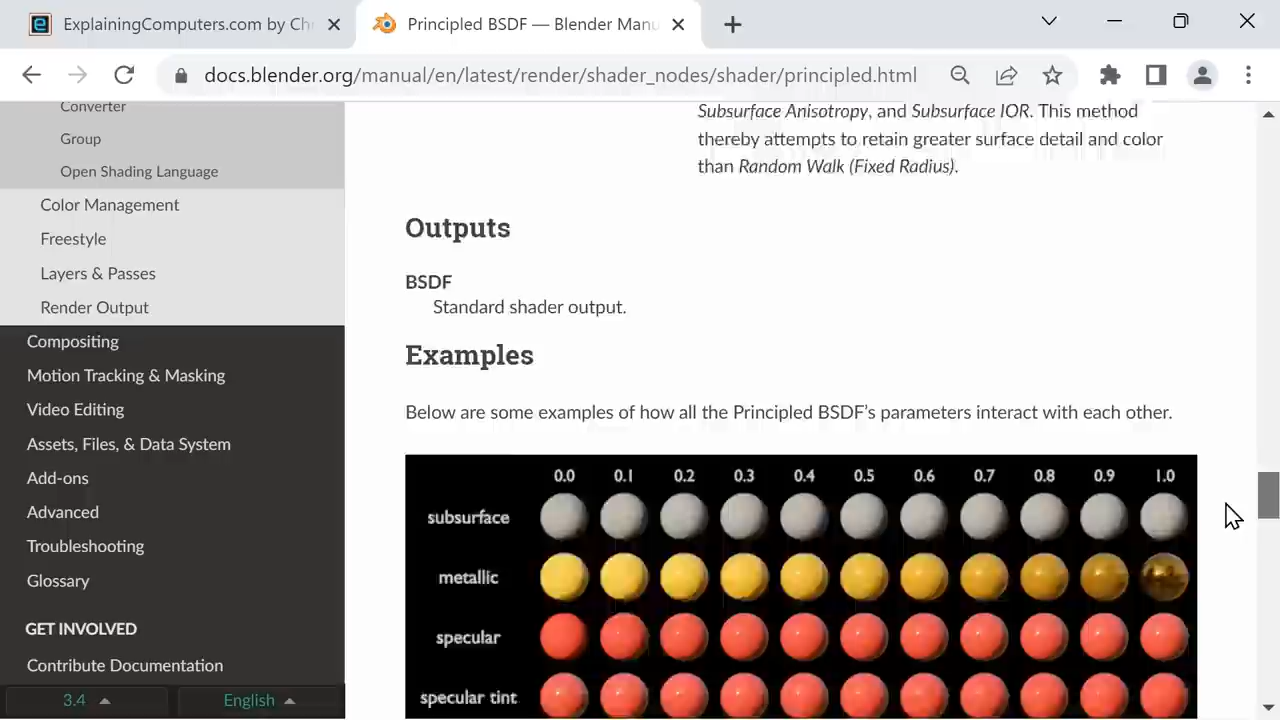 ExplainingComputers.com by Ch
Principled BSDF — Blender Manu
docs.blender.org/manual/en/latest/render/shader_nodes/shader/principled.html
Converter
Group
Open Shading Language
Color Management
Freestyle
Layers & Passes
Render Output
Compositing
Motion Tracking & Masking
Video Editing
Assets, Files, & Data System
Add-ons
Advanced
Troubleshooting
Glossary
GET INVOLVED
Contribute Documentation
3.4
English
Subsurface Anisotropy, and Subsurface IOR. This method
thereby attempts to retain greater surface detail and color
than Random Walk (Fixed Radius).
Outputs
BSDF
Standard shader output.
Examples
Below are some examples of how all the Principled BSDF's parameters interact with each other.
0.0 0.1 0.2 0.3 0.4 0.5 0.6 0.7 0.8 0.9 1.0
subsurface
metallic
specular
specular tint